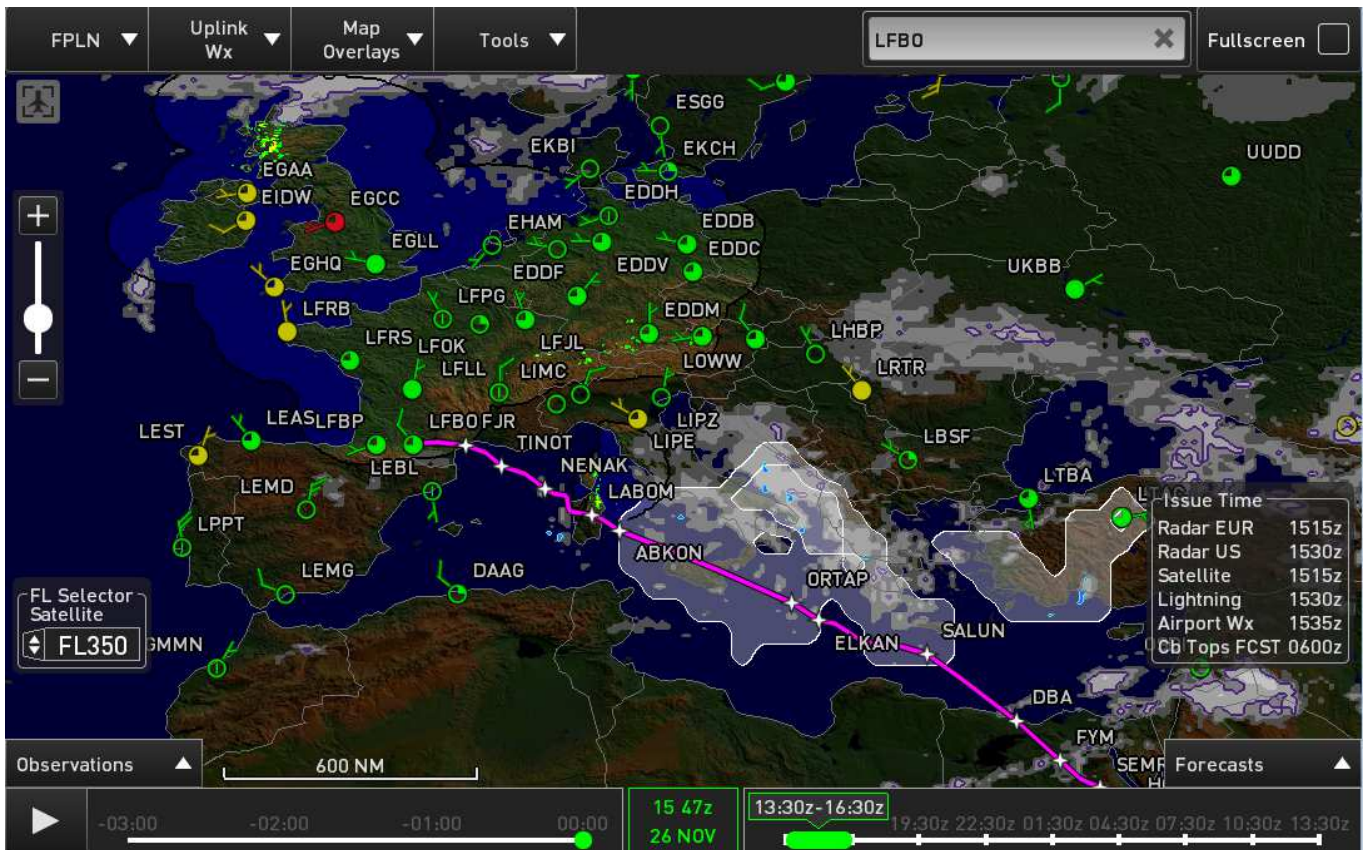 FPLN
Uplink
Wx
Map
Overlays
Tools
LFBO
Fullscreen
ESGG
EKBI
EKCH
UUDD
EGAA
EIDW
EGCC
EDDH
EHAM
EDDB
EGLL
EDDC
EGHQ
EDDF
EDDV
UKBB
LFPG
EDDM
LFRB
LFRS
LFOK
LFJL
LHBP
LFLL
LIMC
LOWW
LRTR
LEAS
LFBP
LFBO
FJR
LIPZ
LEST
TINOT
LIPE
LBSF
LEBL
NENAK
LTBA
LEMD
LABOM
LPPT
ABKON
LEMG
DAAG
ORTAP
SALUN
ELKAN
GMMN
DBA
FYM
Issue Time
Radar EUR 1515z
Radar US 1530z
Satellite 1515z
Lightning 1530z
Airport Wx 1535z
Cb Tops FCST 0600z
FL Selector
Satellite
FL350
Observations
600 NM
Forecasts
-03:00 -02:00 -01:00 00:00
15 47z
26 NOV
13:30z-16:30z
19:30z 22:30z 01:30z 04:30z 07:30z 10:30z 13:30z